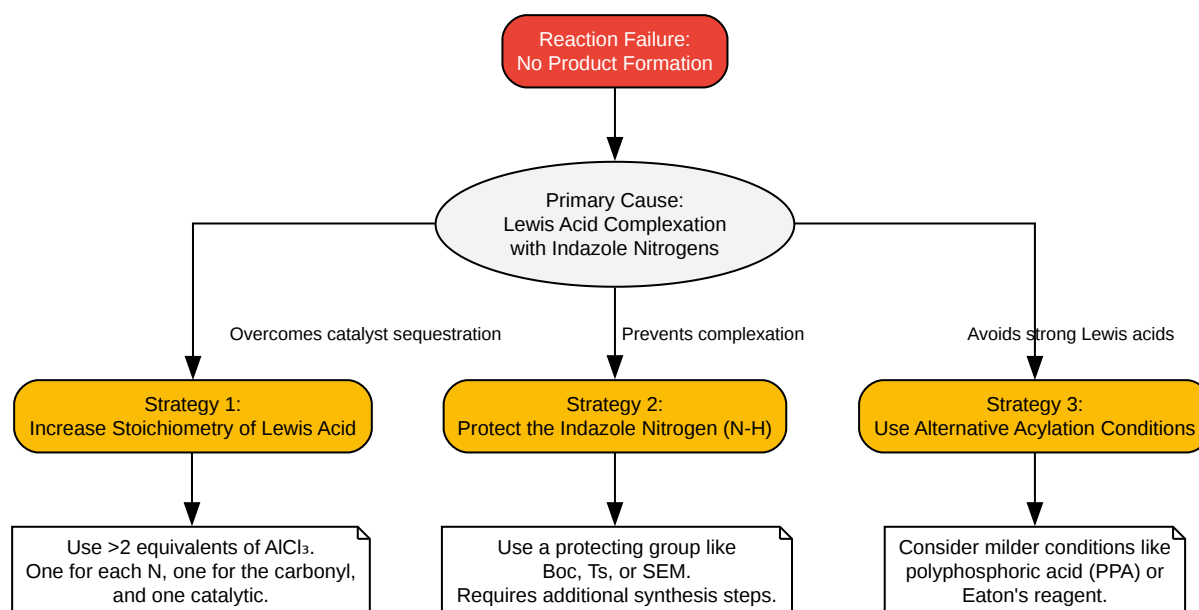 Reaction Failure:
No Product Formation
Primary Cause:
Lewis Acid Complexation
with Indazole Nitrogens
Overcomes catalyst sequestration
Prevents complexation
Avoids strong Lewis acids
Strategy 1:
Increase Stoichiometry of Lewis Acid
Strategy 2:
Protect the Indazole Nitrogen (N-H)
Strategy 3:
Use Alternative Acylation Conditions
Use >2 equivalents of AlCl₃.
One for each N, one for the carbonyl,
and one catalytic.
Use a protecting group like
Boc, Ts, or SEM.
Requires additional synthesis steps.
Consider milder conditions like
polyphosphoric acid (PPA) or
Eaton's reagent.